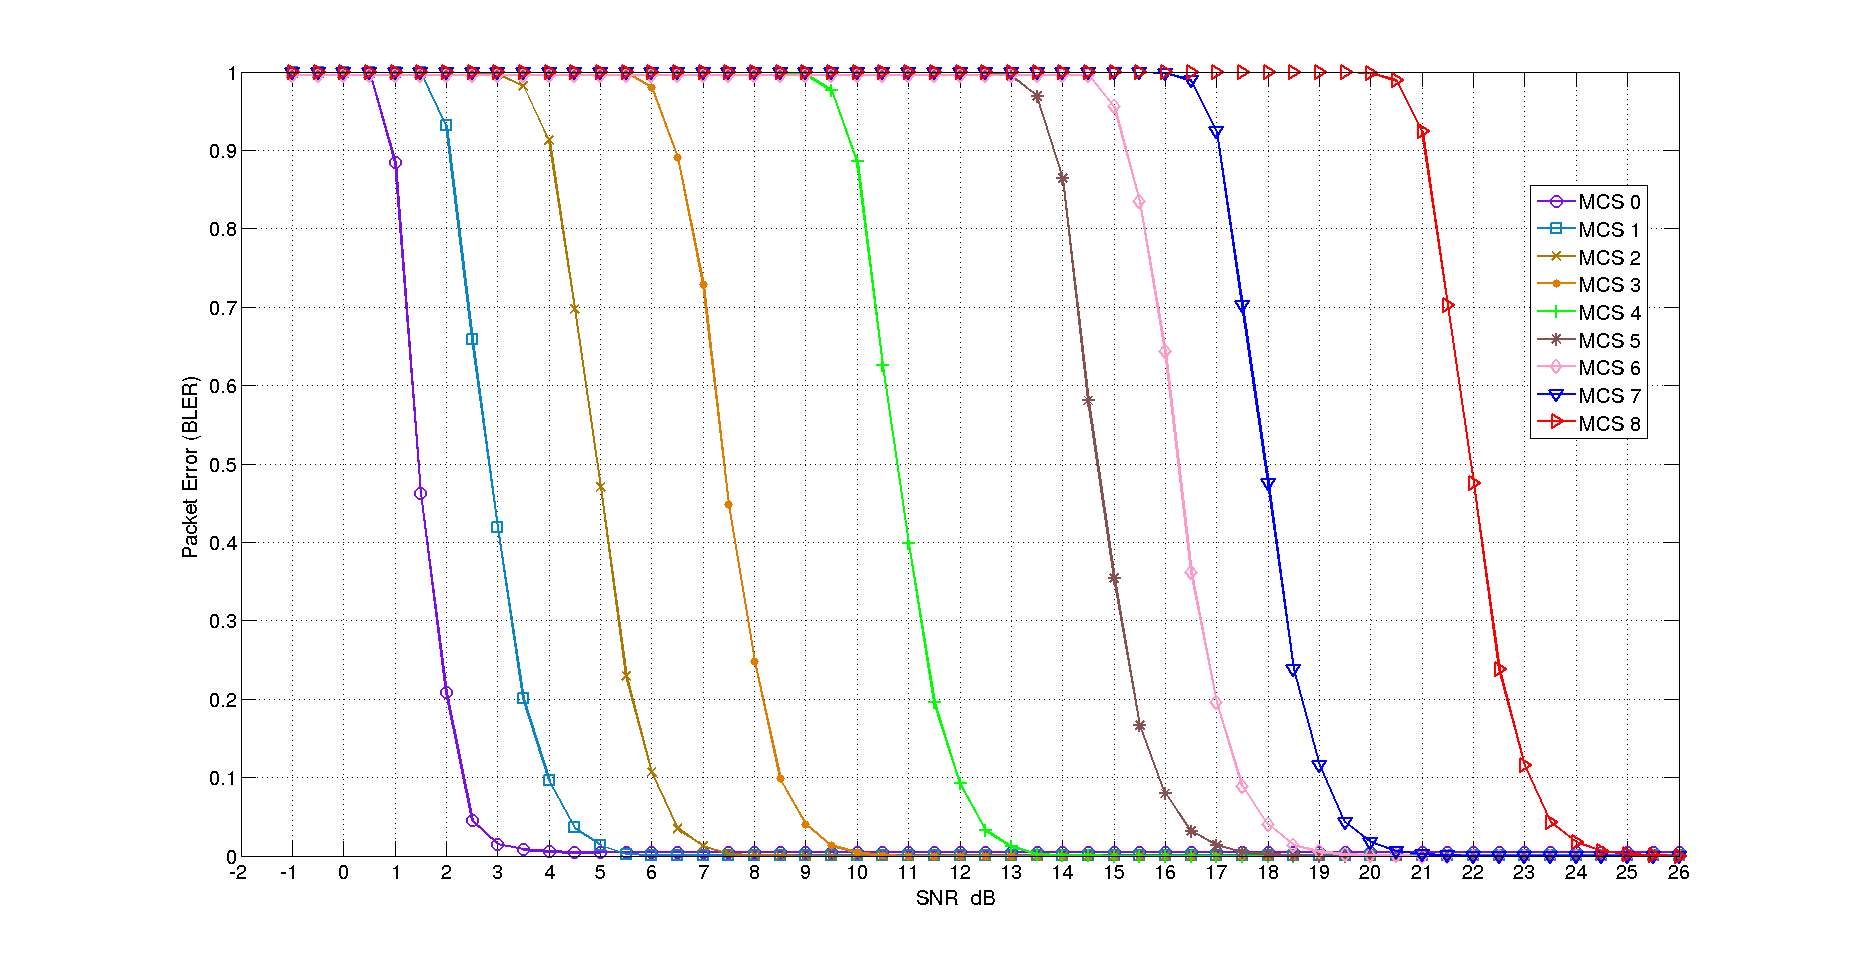 1
0.9
0.8
0.7
0.6
0.5
0.4
0.3
0.2
0.1
0
Packet Error (BLER)
MCS 0
MCS 1
MCS 2
MCS 3
MCS 4
MCS 5
MCS 6
MCS 7
MCS 8
-2 -1 0 1 2 3 4 5 6 7 8 9 10 11 12 13 14 15 16 17 18 19 20 21 22 23 24 25 26
SNR dB